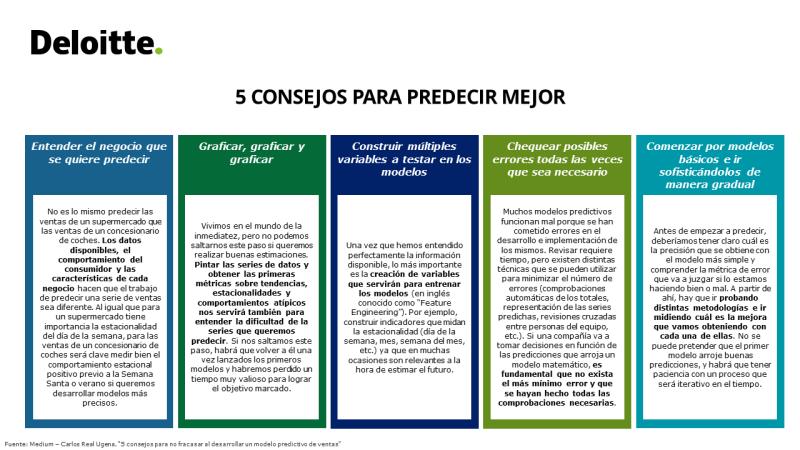 Deloitte.
5 CONSEJOS PARA PREDECIR MEJOR
Entender el negocio que
se quiere predecir
No es lo mismo predecir las
ventas de un supermercado que
las ventas de un concesionario
de coches. Los datos
disponibles, el
comportamiento del
consumidor y las
características de cada
negocio hacen que el trabajo
de predecir una serie de ventas
sea diferente. Al igual que para
un supermercado tiene
importancia la estacionalidad
del día de la semana, para las
ventas de un concesionario de
coches será clave medir bien el
comportamiento estacional
positivo previo a la Semana
Santa o verano si queremos
desarrollar modelos más
precisos.
Graficar, graficar y
graficar
Vivimos en el mundo de la
inmediatez, pero no podemos
saltarnos este paso si queremos
realizar buenas estimaciones.
Pintar las series de datos y
obtener las primeras
métricas sobre tendencias,
estacionalidades y
comportamientos atípicos
nos servirá también para
entender la dificultad de la
series que queremos
predecir. Si nos saltamos este
paso, habrá que volver a él una
vez lanzados los primeros
modelos y habremos perdido un
tiempo muy valioso para lograr
el objetivo marcado.
Construir múltiples
variables a testar en los
modelos
Una vez que hemos entendido
perfectamente la información
disponible, lo más importante
es la creación de variables
que servirán para entrenar
los modelos (en inglés
conocido como "Feature
Engineering"). Por ejemplo,
construir indicadores que midan
la estacionalidad (día de la
semana, mes, semana del mes,
etc.) ya que en muchas
ocasiones son relevantes a la
hora de estimar el futuro.
Chequear posibles
errores todas las veces
que sea necesario
Muchos modelos predictivos
funcionan mal porque se han
cometido errores en el
desarrollo e implementación de
los mismos. Revisar requiere
tiempo, pero existen distintas
técnicas que se pueden utilizar
para minimizar el número de
errores (comprobaciones
automáticas de los totales,
representación de las series
predichas, revisiones cruzadas
entre personas del equipo,
etc.). Si una compañía va a
tomar decisiones en función de
las predicciones que arroja un
modelo matemático, es
fundamental que no exista
el más mínimo error y que
se hayan hecho todas las
comprobaciones necesarias.
Comenzar por modelos
básicos e ir
sofisticándolos de
manera gradual
Antes de empezar a predecir,
deberíamos tener claro cuál es
la precisión que se obtiene con
el modelo más simple y
comprender la métrica de error
que va a juzgar si lo estamos
haciendo bien o mal. A partir de
ahí, hay que ir probando
distintas metodologías e ir
midiendo cuál es la mejora
que vamos obteniendo con
cada una de ellas. No se
puede pretender que el primer
modelo arroje buenas
predicciones, y habrá que tener
paciencia con un proceso que
será iterativo en el tiempo.
Fuente: Medium – Carlos Real Ugena, "5 consejos para no fracasar al desarrollar un modelo predictivo de ventas"